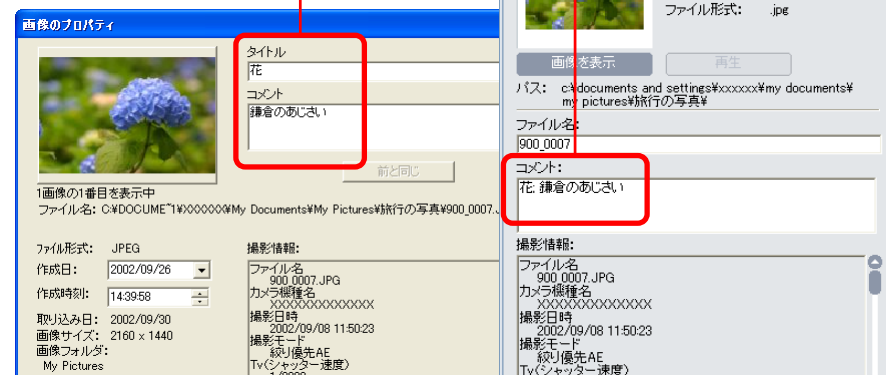 画像のプロパティ
タイトル
花
コメント
鎌倉のあじさい
前と同じ
1画像の1番目を表示中
ファイル名: C:¥DOCUME~1¥XXXXXX¥My Documents¥My Pictures¥旅行の写真¥900_0007.
ファイル形式: JPEG
作成日: 2002/09/26
作成時刻: 14:39:58
取り込み日: 2002/09/30
画像サイズ: 2160 x 1440
画像フォルダ:
My Pictures
撮影情報:
ファイル名
900_0007.JPG
カメラ機種名
XXXXXXXXXXXXX
撮影日時
2002/09/08 11:50:23
撮影モード
絞り優先AE
Tv(シャッター速度)
ファイル形式: .jpg
画像を表示
再生
パス: c:¥documents and settings¥xxxxxx¥my documents¥
my pictures¥旅行の写真¥
ファイル名:
900_0007
コメント:
花; 鎌倉のあじさい
撮影情報:
ファイル名
900_0007.JPG
カメラ機種名
XXXXXXXXXXXXX
撮影日時
2002/09/08 11:50:23
撮影モード
絞り優先AE
Tv(シャッター速度)